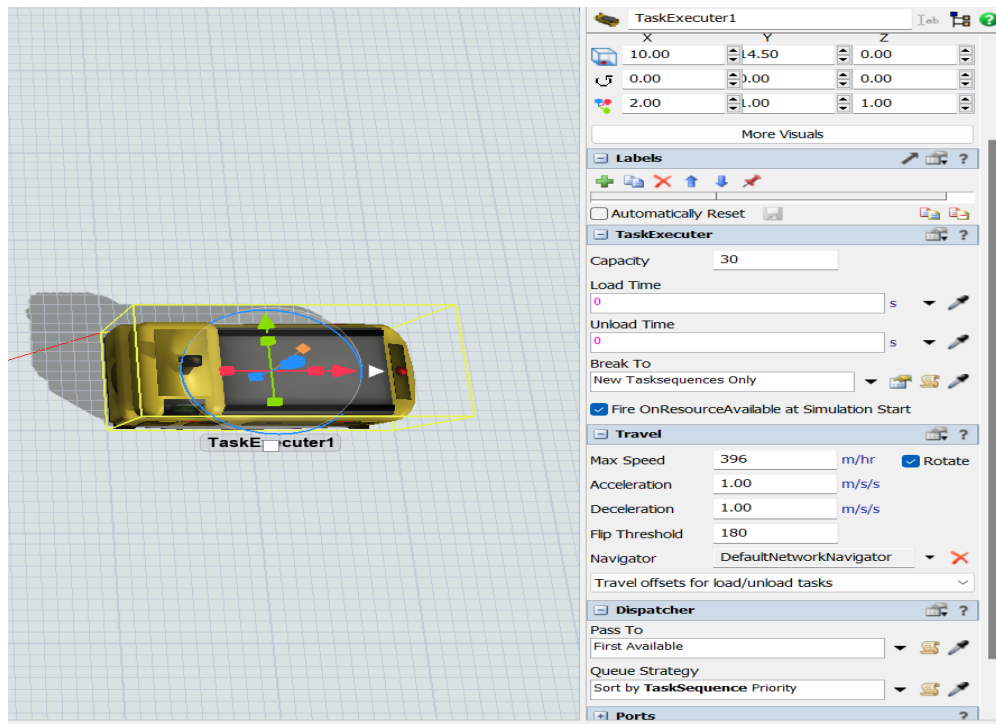 TaskExecuter1
X Y Z
10.00 14.50 0.00
0.00 0.00 0.00
2.00 1.00 1.00
More Visuals
Labels ?
Automatically Reset
TaskExecuter ?
Capacity 30
Load Time
0 s
Unload Time
0 s
Break To
New Tasksequences Only
Fire OnResourceAvailable at Simulation Start
Travel ?
Max Speed 396 m/hr Rotate
Acceleration 1.00 m/s/s
Deceleration 1.00 m/s/s
Flip Threshold 180
Navigator DefaultNetworkNavigator
Travel offsets for load/unload tasks
Dispatcher ?
Pass To
First Available
Queue Strategy
Sort by TaskSequence Priority
Ports ?